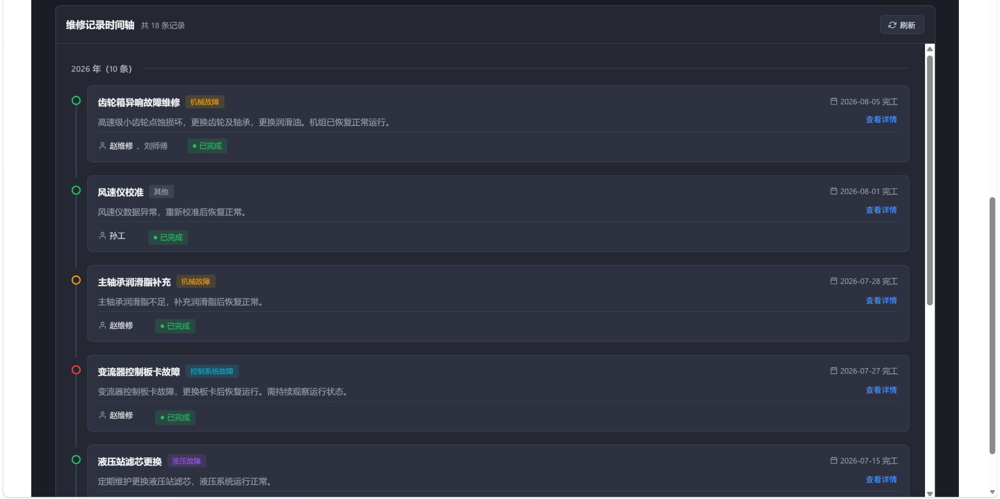 维修记录时间轴 共 18 条记录 刷新
2026 年（10 条）
齿轮箱异响故障维修 机械故障 2026-08-05 完工
高速级小齿轮点蚀损坏，更换齿轮及轴承，更换润滑油。机组已恢复正常运行。 查看详情
赵维修 、刘师傅 已完成
风速仪校准 其他 2026-08-01 完工
风速仪数据异常，重新校准后恢复正常。 查看详情
孙工 已完成
主轴承润滑脂补充 机械故障 2026-07-28 完工
主轴承润滑脂不足，补充润滑脂后恢复正常。 查看详情
赵维修 已完成
变流器控制板卡故障 控制系统故障 2026-07-27 完工
变流器控制板卡故障，更换板卡后恢复运行。需持续观察运行状态。 查看详情
赵维修 已完成
液压站滤芯更换 液压故障 2026-07-15 完工
定期维护更换液压站滤芯，液压系统运行正常。 查看详情